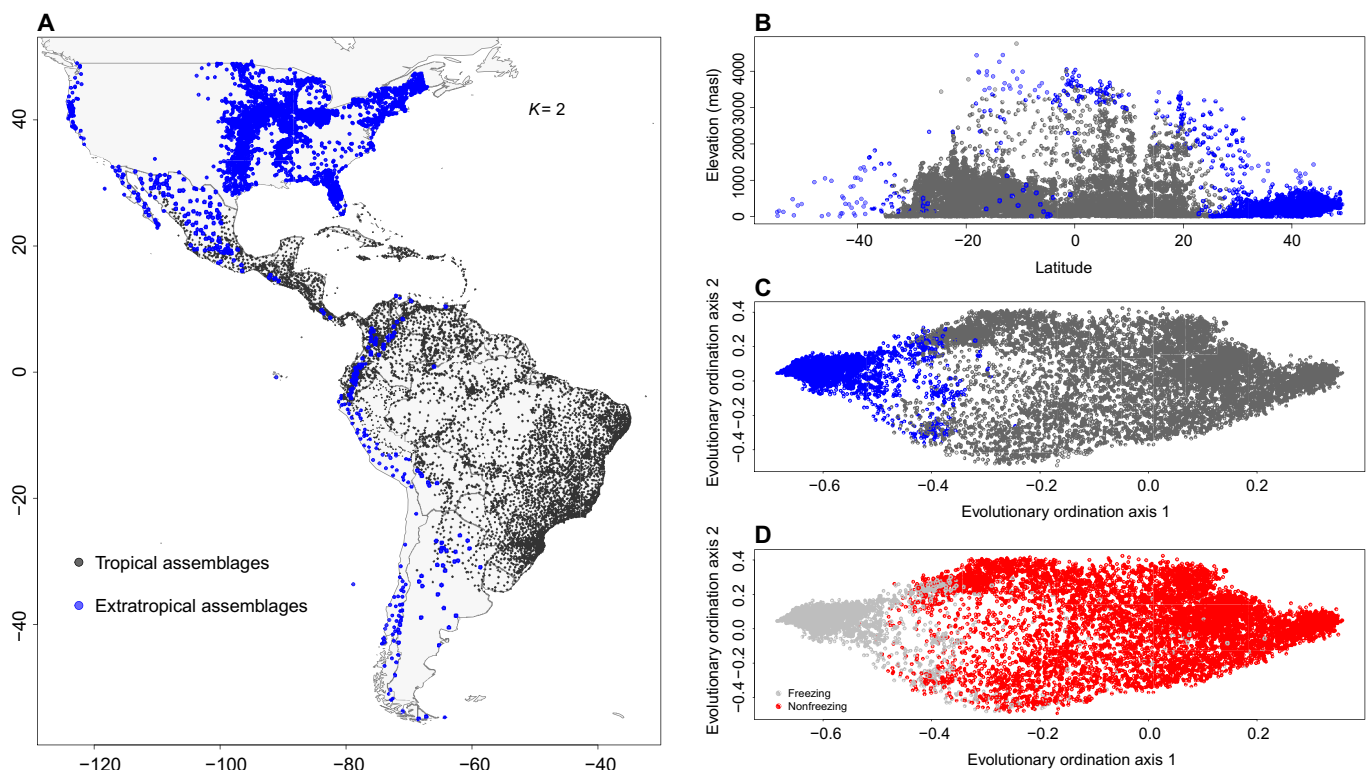 A
K= 2
Tropical assemblages
Extratropical assemblages
40
20
0
−20
−40
−120
−100
−80
−60
−40
B
Elevation (masl)
0
1000
2000
3000
4000
−40
−20
0
20
40
Latitude
C
Evolutionary ordination axis 2
−0.4
−0.2
0.0
0.2
0.4
−0.6
−0.4
−0.2
0.0
0.2
Evolutionary ordination axis 1
D
Evolutionary ordination axis 2
−0.4
−0.2
0.0
0.2
0.4
Freezing
Nonfreezing
−0.6
−0.4
−0.2
0.0
0.2
Evolutionary ordination axis 1